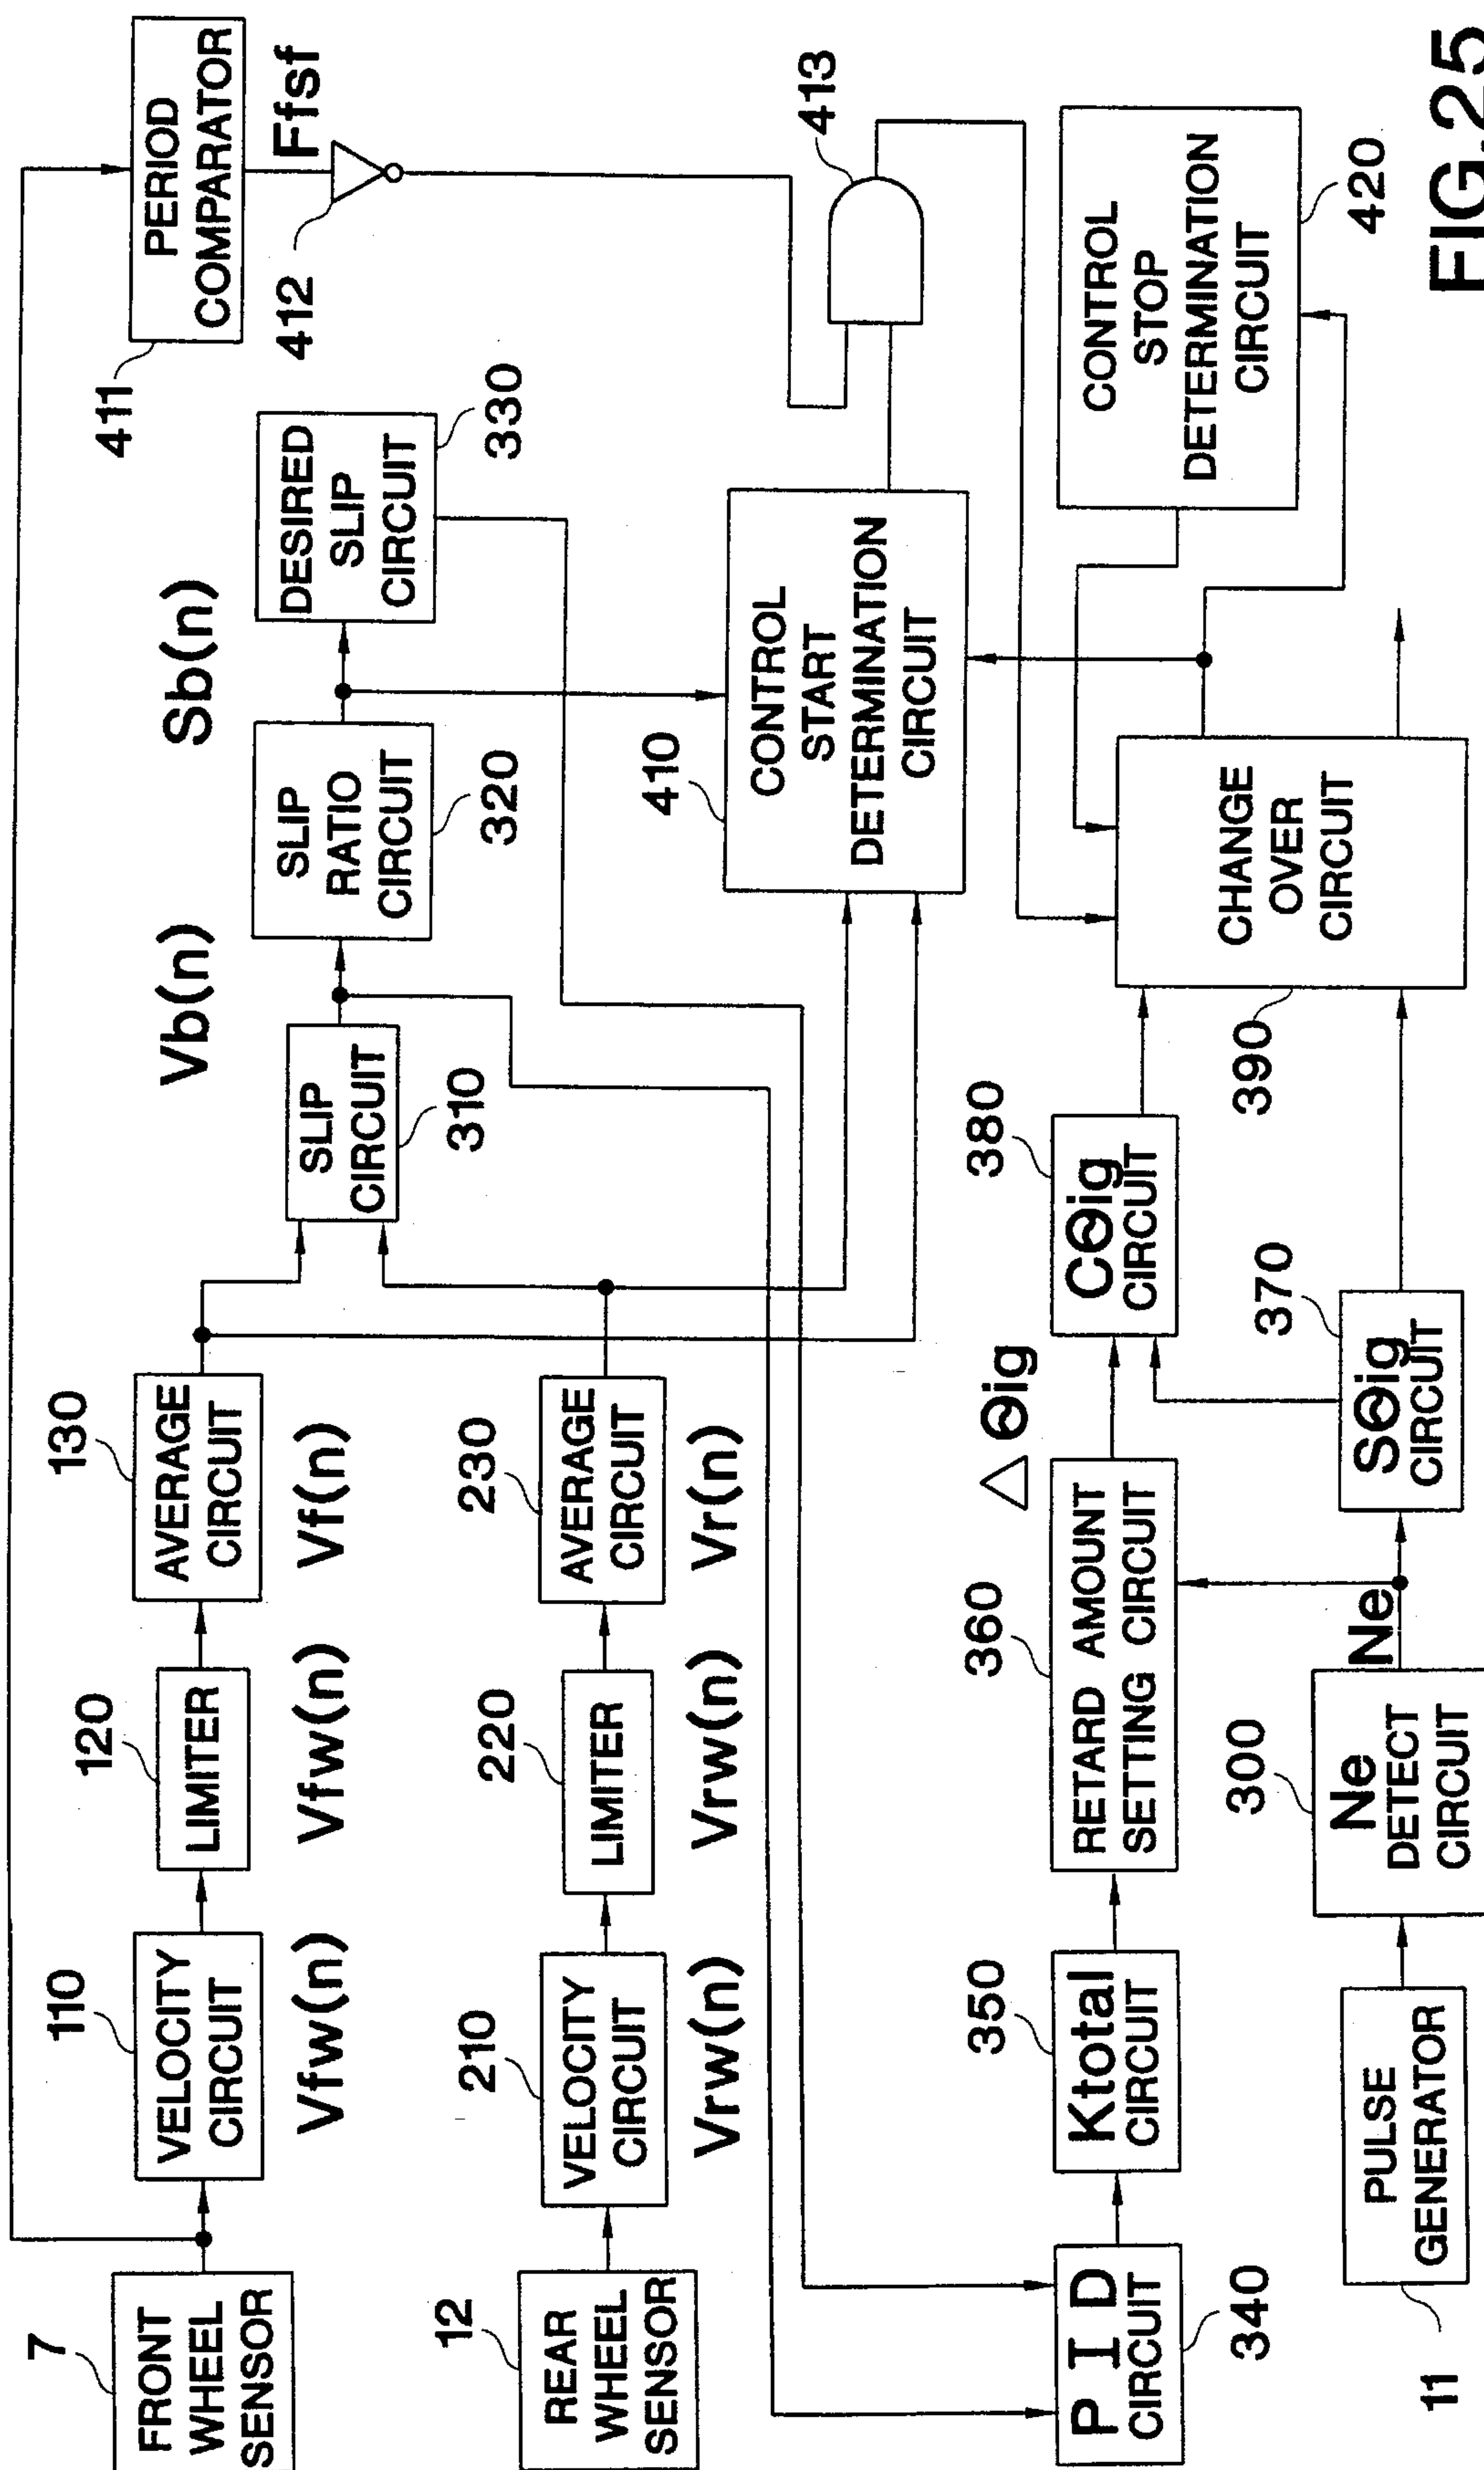 7
FRONT
WHEEL
SENSOR
110
VELOCITY
CIRCUIT
Vfw(n)
120
LIMITER
Vfw(n)
130
AVERAGE
CIRCUIT
Vf(n)
411
PERIOD
COMPARATOR
Ffsf
412
12
REAR
WHEEL
SENSOR
210
VELOCITY
CIRCUIT
Vrw(n)
220
LIMITER
Vrw(n)
230
AVERAGE
CIRCUIT
Vr(n)
Vb(n)
SLIP
CIRCUIT
310
Sb(n)
SLIP
RATIO
CIRCUIT
320
DESIRED
SLIP
CIRCUIT
330
410
CONTROL
START
DETERMINATION
CIRCUIT
413
P I D
CIRCUIT
340
350
Ktotal
CIRCUIT
360
RETARD AMOUNT
SETTING CIRCUIT
△Θig
380
CΘig
CIRCUIT
390
CHANGE
OVER
CIRCUIT
CONTROL
STOP
DETERMINATION
CIRCUIT
420
11
PULSE
GENERATOR
300
Ne
DETECT
CIRCUIT
Ne
370
SΘig
CIRCUIT
FIG.25